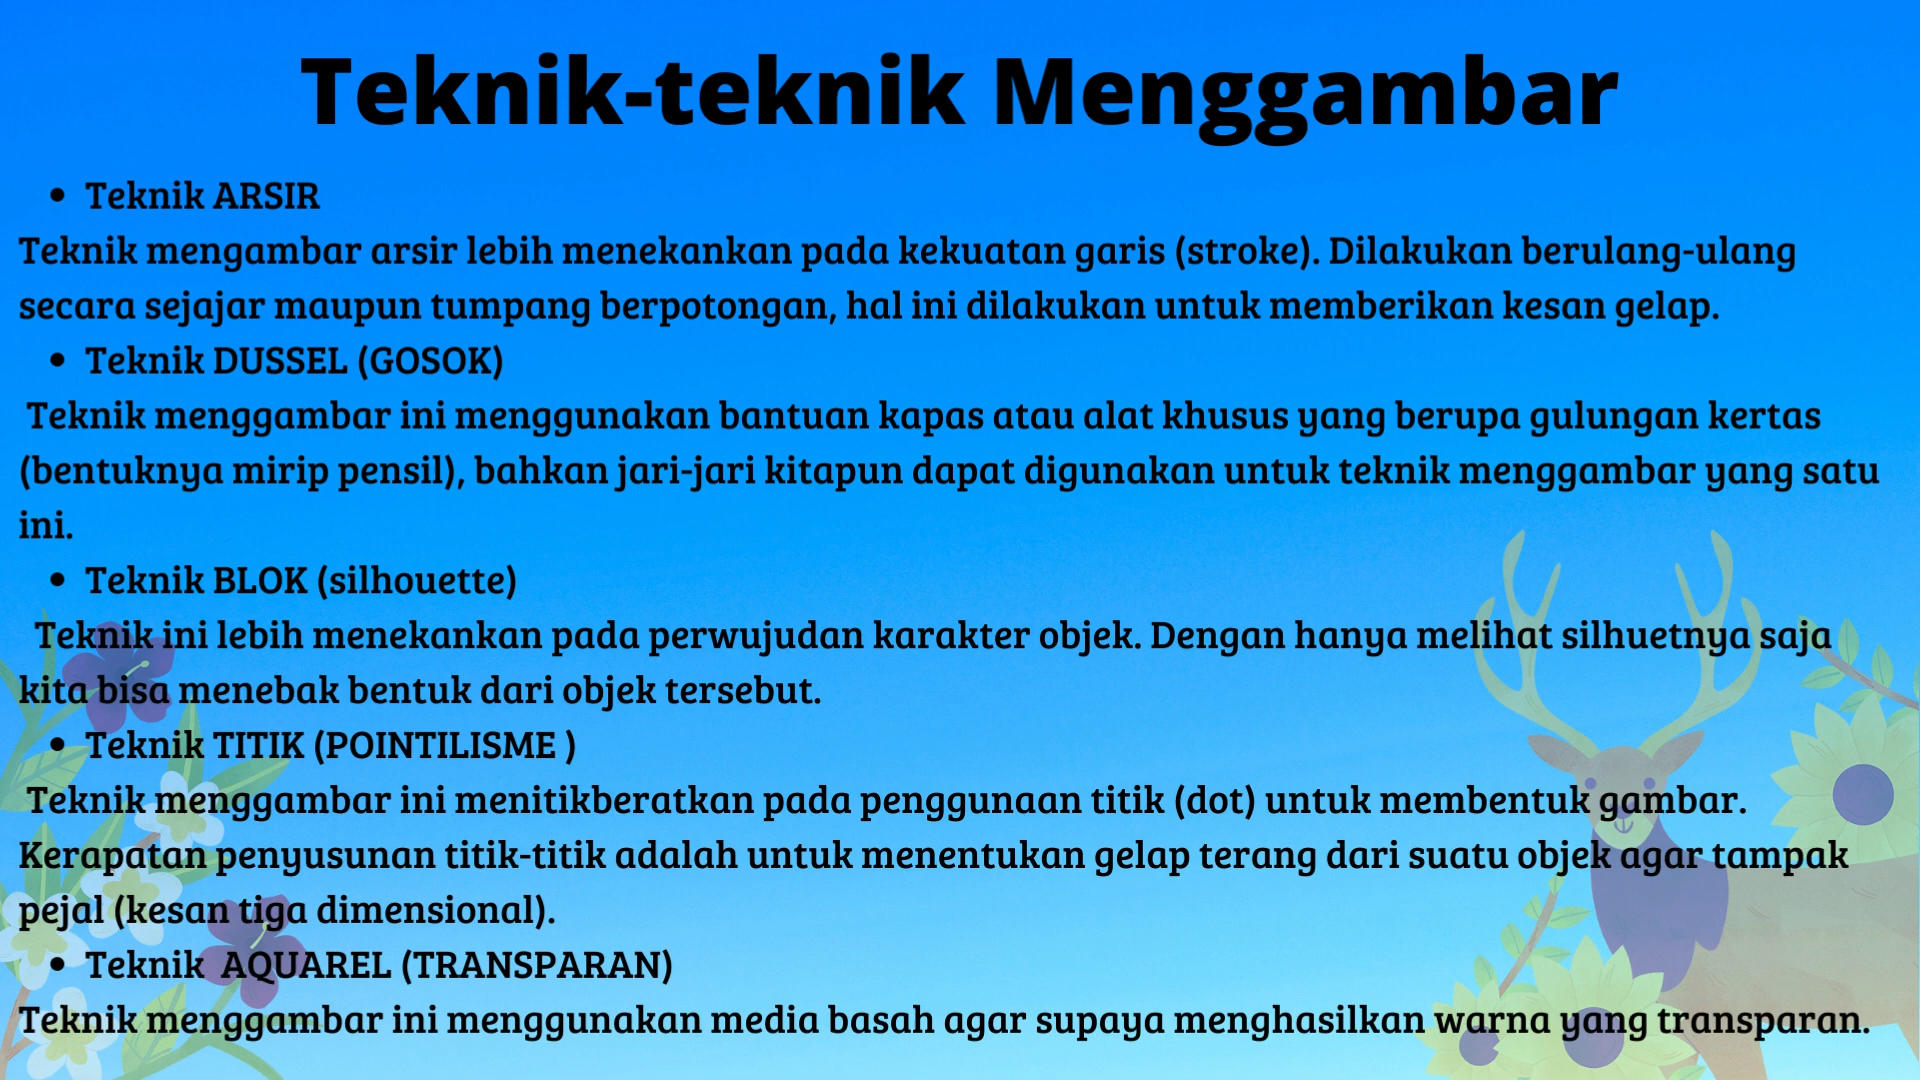 Teknik-teknik Menggambar
• Teknik ARSIR
Teknik mengambar arsir lebih menekankan pada kekuatan garis (stroke). Dilakukan berulang-ulang
secara sejajar maupun tumpang berpotongan, hal ini dilakukan untuk memberikan kesan gelap.
• Teknik DUSSEL (GOSOK)
Teknik menggambar ini menggunakan bantuan kapas atau alat khusus yang berupa gulungan kertas
(bentuknya mirip pensil), bahkan jari-jari kitapun dapat digunakan untuk teknik menggambar yang satu
ini.
• Teknik BLOK (silhouette)
Teknik ini lebih menekankan pada perwujudan karakter objek. Dengan hanya melihat silhuetnya saja
kita bisa menebak bentuk dari objek tersebut.
• Teknik TITIK (POINTILISME )
Teknik menggambar ini menitikberatkan pada penggunaan titik (dot) untuk membentuk gambar.
Kerapatan penyusunan titik-titik adalah untuk menentukan gelap terang dari suatu objek agar tampak
pejal (kesan tiga dimensional).
• Teknik  AQUAREL (TRANSPARAN)
Teknik menggambar ini menggunakan media basah agar supaya menghasilkan warna yang transparan.